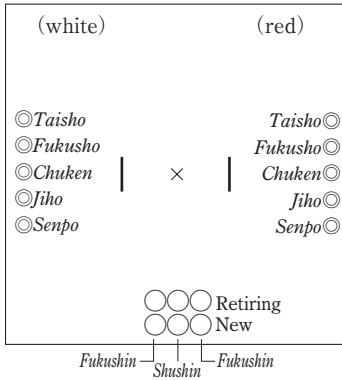 (white) (red)
◎Taisho Taisho◎
◎Fukusho Fukusho◎
◎Chuken Chuken◎
◎Jiho Jiho◎
◎Senpo Senpo◎
Retiring
New
Fukushin Shushin Fukushin